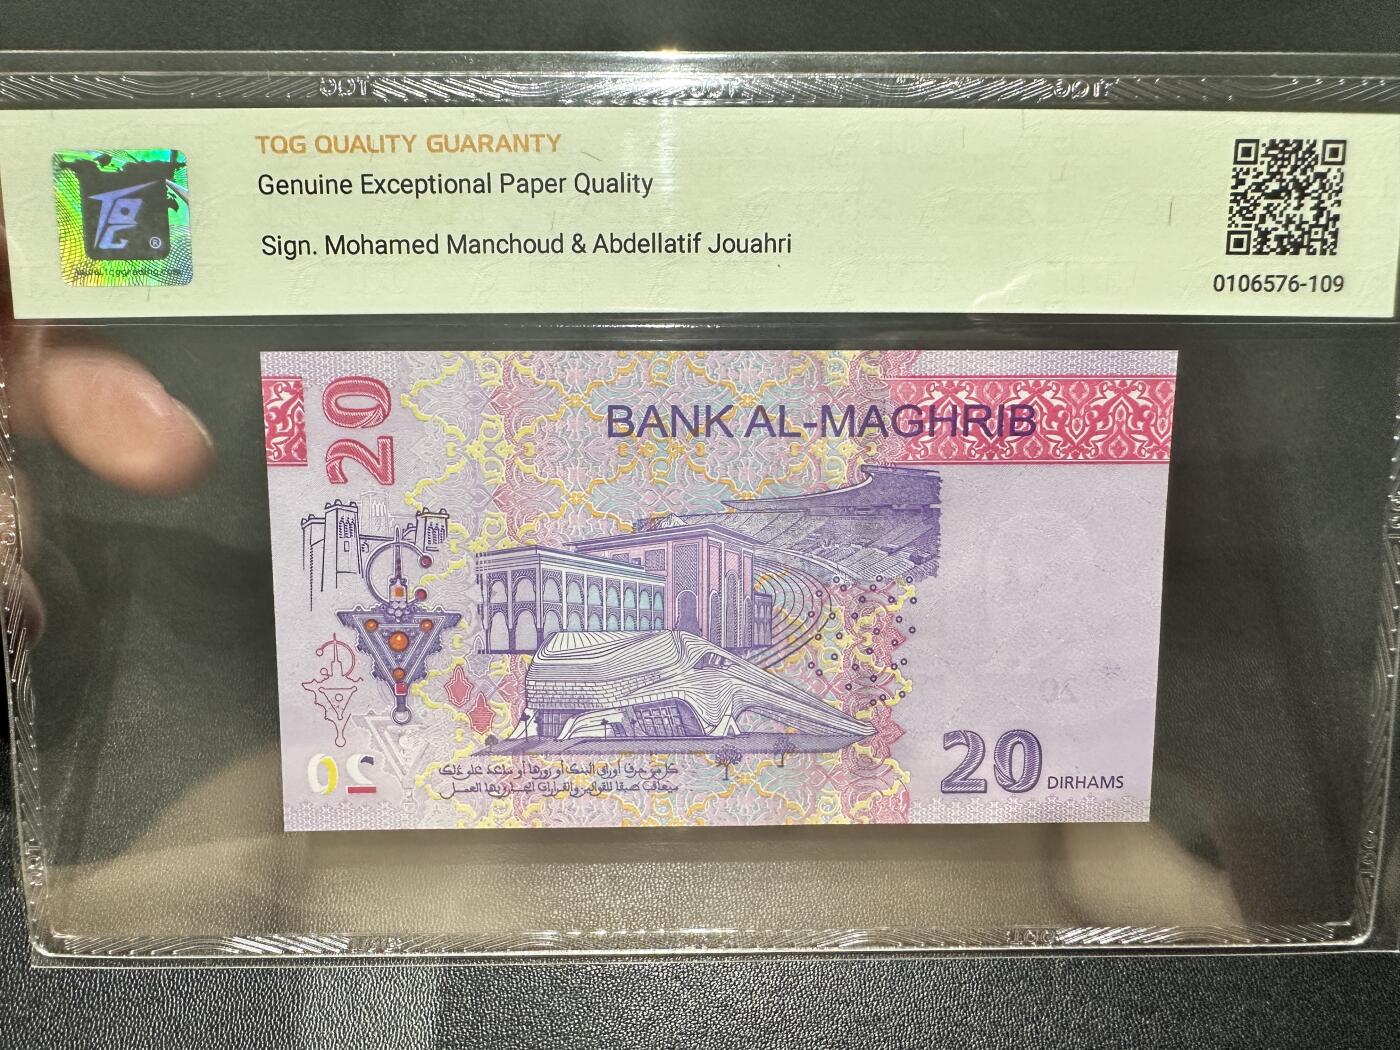 TQG QUALITY GUARANTY
Genuine Exceptional Paper Quality
Sign. Mohamed Manchoud & Abdellatif Jouahri
TQG
®
0106576-109
20
BANK AL-MAGHRIB
20
20 DIRHAMS